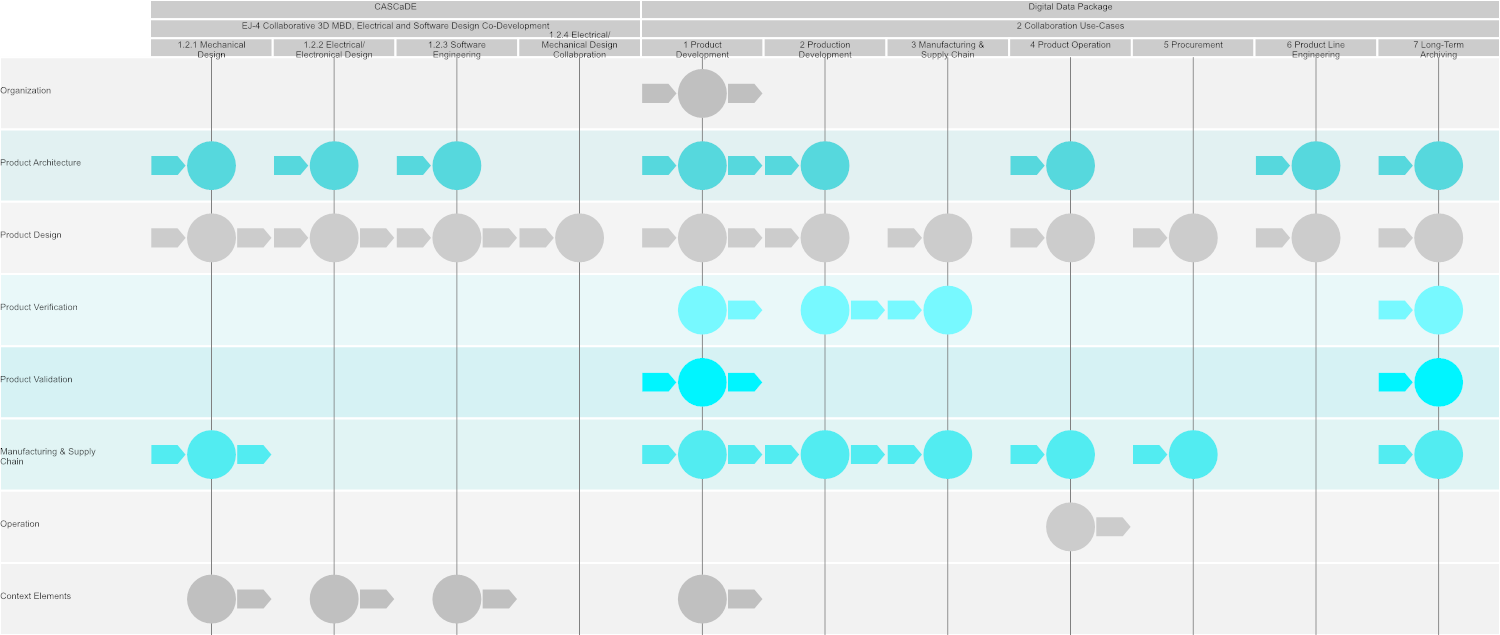 CASCaDE
Digital Data Package
EJ-4 Collaborative 3D MBD, Electrical and Software Design Co-Development
2 Collaboration Use-Cases
1.2.1 Mechanical
Design
1.2.2 Electrical/
Electronical Design
1.2.3 Software
Engineering
1.2.4 Electrical/
Mechanical Design
Collaboration
1 Product
Development
2 Production
Development
3 Manufacturing &
Supply Chain
4 Product Operation
5 Procurement
6 Product Line
Engineering
7 Long-Term
Archiving
Organization
Product Architecture
Product Design
Product Verification
Product Validation
Manufacturing & Supply
Chain
Operation
Context Elements